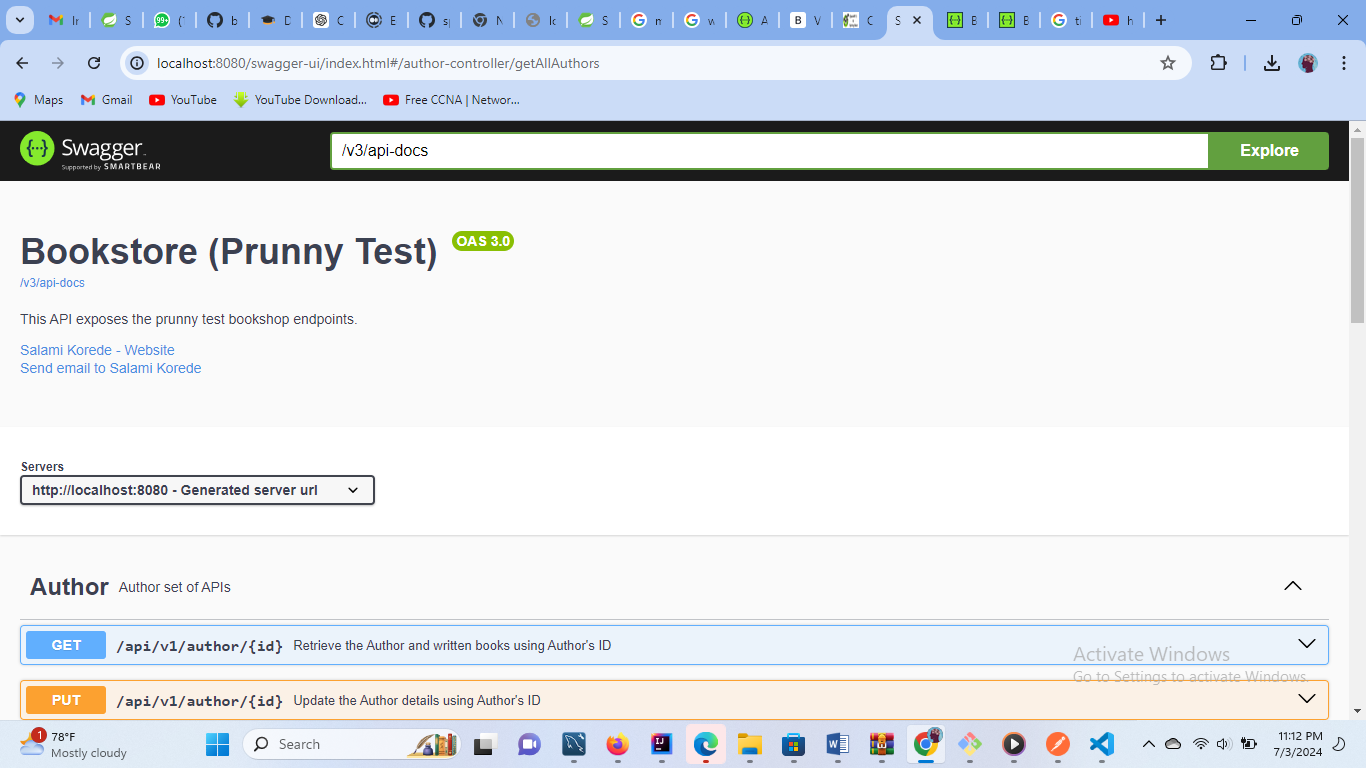 In
S
(1
b
D
C
E
s
N
lo
S
m
w
A
V
C
S
B
B
ti
h
localhost:8080/swagger-ui/index.html#/author-controller/getAllAuthors
Maps
Gmail
YouTube
YouTube Download...
Free CCNA | Networ...
Swagger
Supported by SMARTBEAR
/v3/api-docs
Explore
Bookstore (Prunny Test)
OAS 3.0
/v3/api-docs
This API exposes the prunny test bookshop endpoints.
Salami Korede - Website
Send email to Salami Korede
Servers
http://localhost:8080 - Generated server url
Author Author set of APIs
GET /api/v1/author/{id} Retrieve the Author and written books using Author's ID
Activate Windows
Go to Settings to activate Windows.
PUT /api/v1/author/{id} Update the Author details using Author's ID
1
78°F
Mostly cloudy
Search
11:12 PM
7/3/2024